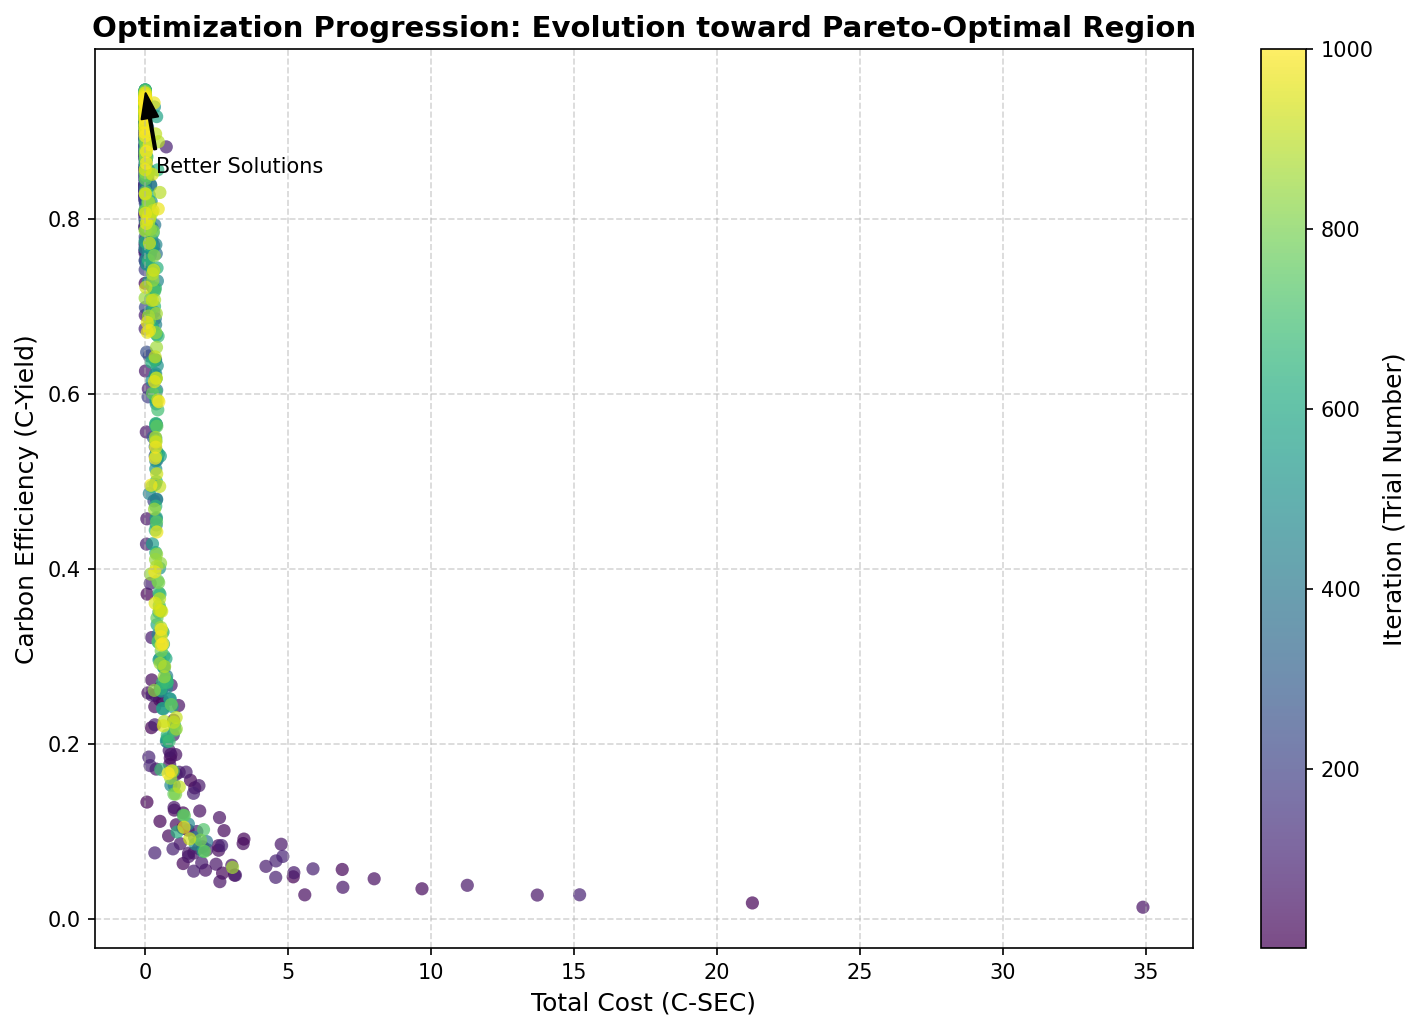 Optimization Progression: Evolution toward Pareto-Optimal Region
Carbon Efficiency (C-Yield)
0.8
0.6
0.4
0.2
0.0
Better Solutions
0 5 10 15 20 25 30 35
Total Cost (C-SEC)
1000
800
600
400
200
Iteration (Trial Number)